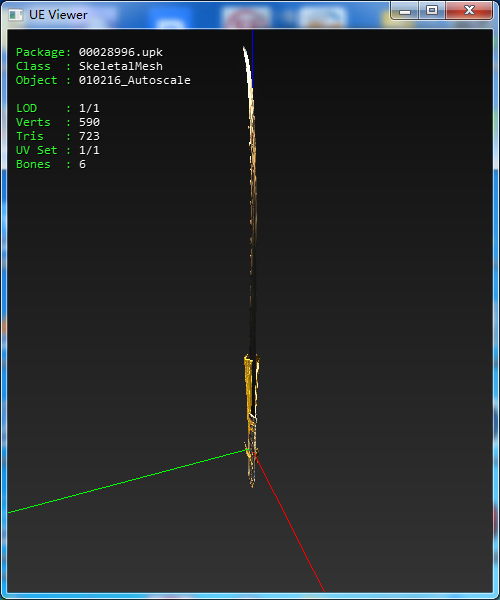 UE Viewer
Package: 00028996.upk
Class : SkeletalMesh
Object : 010216_Autoscale
LOD : 1/1
Verts : 590
Tris : 723
UV Set : 1/1
Bones : 6